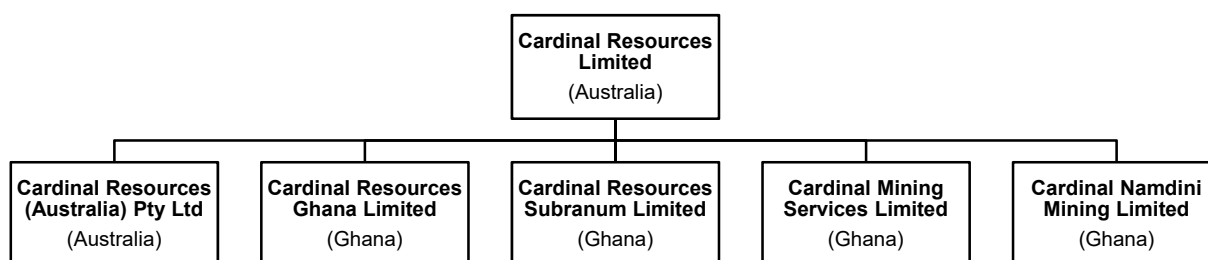 Cardinal Resources
Limited
(Australia)
Cardinal Resources
(Australia) Pty Ltd
(Australia)
Cardinal Resources
Ghana Limited
(Ghana)
Cardinal Resources
Subranum Limited
(Ghana)
Cardinal Mining
Services Limited
(Ghana)
Cardinal Namdini
Mining Limited
(Ghana)